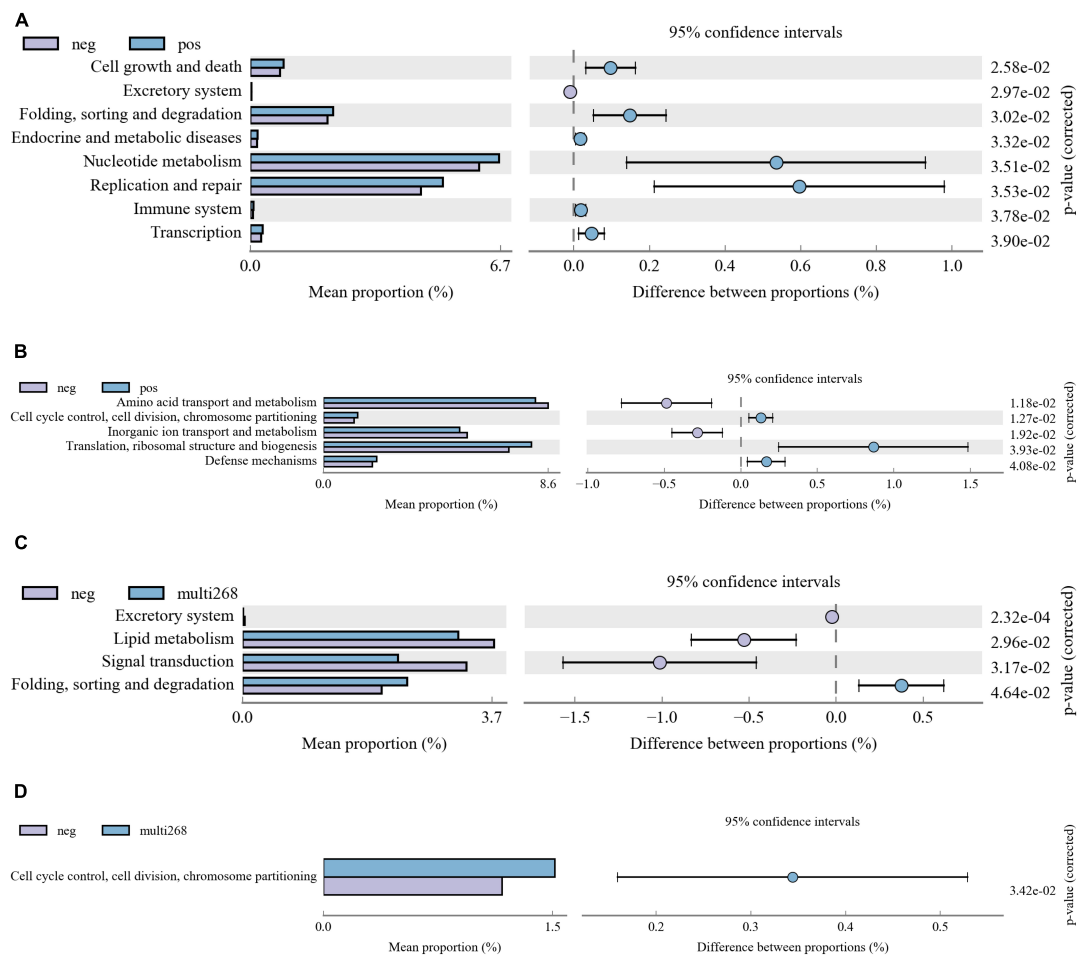 A
neg pos
95% confidence intervals
Cell growth and death 2.58e-02
Excretory system 2.97e-02
Folding, sorting and degradation 3.02e-02
Endocrine and metabolic diseases 3.32e-02
Nucleotide metabolism 3.51e-02
Replication and repair 3.53e-02
Immune system 3.78e-02
Transcription 3.90e-02
p-value (corrected)
0.0 6.7 0.0 0.2 0.4 0.6 0.8 1.0
Mean proportion (%) Difference between proportions (%)
B
neg pos
95% confidence intervals
Amino acid transport and metabolism 1.18e-02
Cell cycle control, cell division, chromosome partitioning 1.27e-02
Inorganic ion transport and metabolism 1.92e-02
Translation, ribosomal structure and biogenesis 3.93e-02
Defense mechanisms 4.08e-02
p-value (corrected)
0.0 8.6 −1.0 −0.5 0.0 0.5 1.0 1.5
Mean proportion (%) Difference between proportions (%)
C
neg multi268
95% confidence intervals
Excretory system 2.32e-04
Lipid metabolism 2.96e-02
Signal transduction 3.17e-02
Folding, sorting and degradation 4.64e-02
p-value (corrected)
0.0 3.7 −1.5 −1.0 −0.5 0.0 0.5
Mean proportion (%) Difference between proportions (%)
D
neg multi268
95% confidence intervals
Cell cycle control, cell division, chromosome partitioning 3.42e-02
p-value (corrected)
0.0 1.5 0.2 0.3 0.4 0.5
Mean proportion (%) Difference between proportions (%)